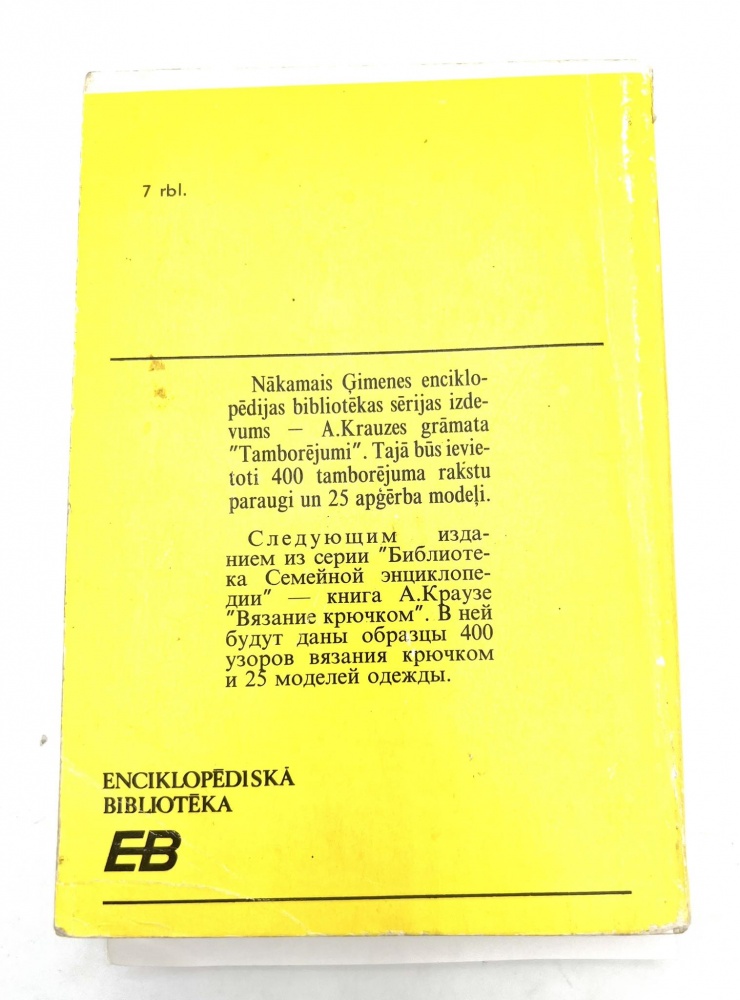 7 rbl.
Nākamais Ģimenes enciklo-
pēdijas bibliotēkas sērijas izde-
vums — A.Krauzes grāmata
"Tamborējumi". Tajā būs ievie-
toti 400 tamborējuma rakstu
paraugi un 25 apģērba modeļi.
Следующим изда-
нием из серии "Библиоте-
ка Семейной энциклопе-
дии" — книга А.Краузе
"Вязание крючком". В ней
будут даны образцы 400
узоров вязания крючком
и 25 моделей одежды.
ENCIKLOPĒDISKĀ
BIBLIOTĒKA
EB